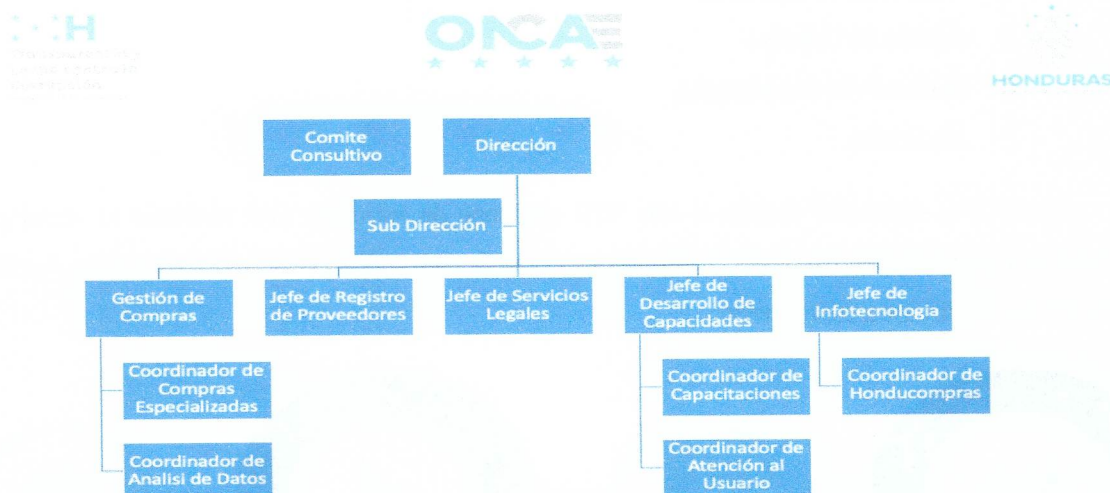 ONCAE
HONDURAS
Comite
Consultivo
Dirección
Sub Dirección
Gestión de
Compras
Jefe de Registro
de Proveedores
Jefe de Servicios
Legales
Jefe de
Desarrollo de
Capacidades
Jefe de
Infotecnologia
Coordinador de
Compras
Especializadas
Coordinador de
Capacitaciones
Coordinador de
Honducompras
Coordinador de
Analisi de Datos
Coordinador de
Atención al
Usuario